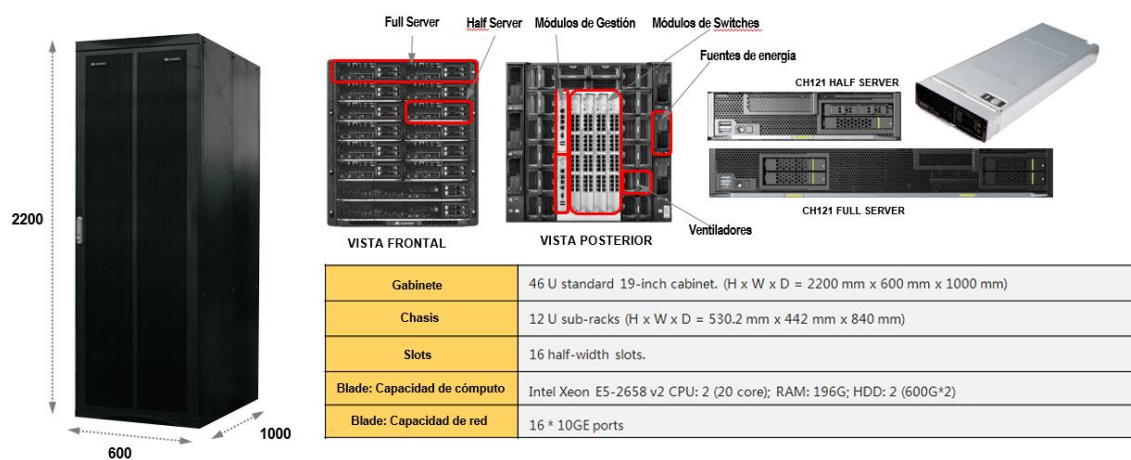 Full Server
Half Server
Módulos de Gestión
Módulos de Switches
Fuentes de energía
CH121 HALF SERVER
CH121 FULL SERVER
Ventiladores
VISTA FRONTAL
VISTA POSTERIOR
2200
600
1000
Gabinete
46 U standard 19-inch cabinet. (H x W x D = 2200 mm x 600 mm x 1000 mm)
Chasis
12 U sub-racks (H x W x D = 530.2 mm x 442 mm x 840 mm)
Slots
16 half-width slots.
Blade: Capacidad de cómputo
Intel Xeon E5-2658 v2 CPU: 2 (20 core); RAM: 196G; HDD: 2 (600G*2)
Blade: Capacidad de red
16 * 10GE ports